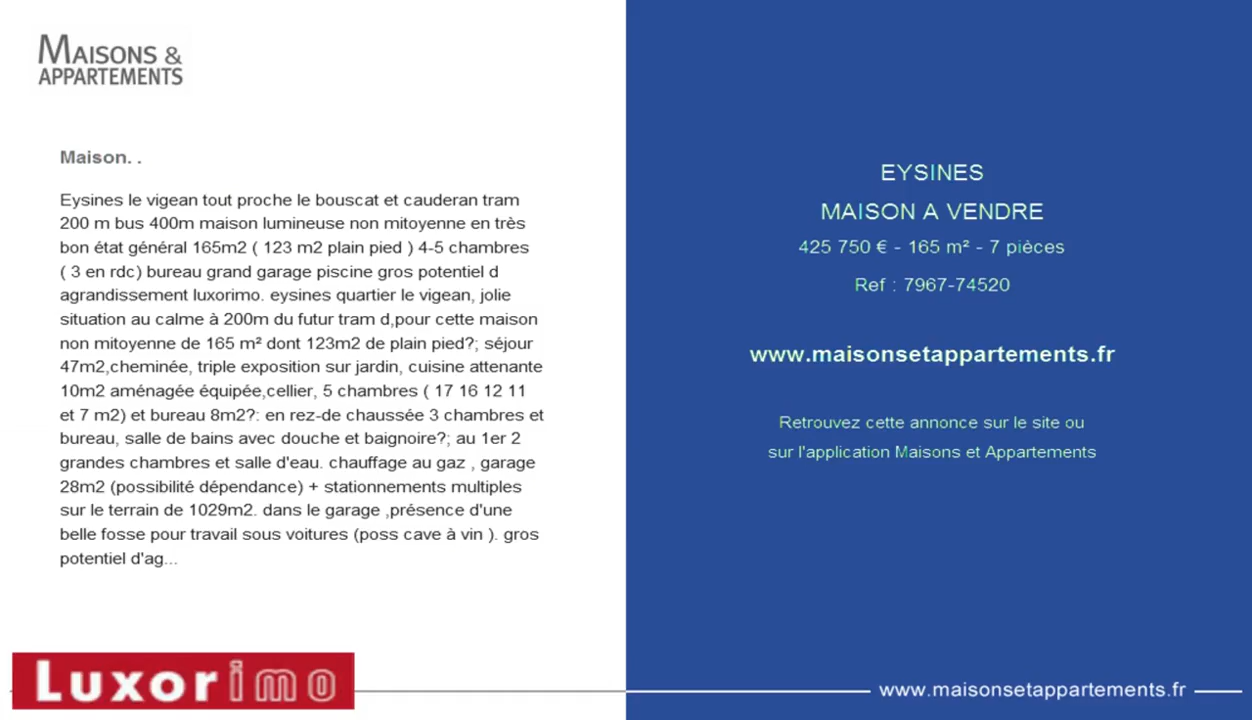 MAISONS &
APPARTEMENTS
Maison. .
Eysines le vigean tout proche le bouscat et cauderan tram
200 m bus 400m maison lumineuse non mitoyenne en très
bon état général 165m2 ( 123 m2 plain pied ) 4-5 chambres
( 3 en rdc) bureau grand garage piscine gros potentiel d
agrandissement luxorimo. eysines quartier le vigean, jolie
situation au calme à 200m du futur tram d,pour cette maison
non mitoyenne de 165 m² dont 123m2 de plain pied?; séjour
47m2,cheminée, triple exposition sur jardin, cuisine attenante
10m2 aménagée équipée,cellier, 5 chambres ( 17 16 12 11
et 7 m2) et bureau 8m2?: en rez-de chaussée 3 chambres et
bureau, salle de bains avec douche et baignoire?; au 1er 2
grandes chambres et salle d'eau. chauffage au gaz , garage
28m2 (possibilité dépendance) + stationnements multiples
sur le terrain de 1029m2. dans le garage ,présence d'une
belle fosse pour travail sous voitures (poss cave à vin ). gros
potentiel d'ag...
Luxorimo
EYSINES
MAISON A VENDRE
425 750 € - 165 m² - 7 pièces
Ref : 7967-74520
www.maisonsetappartements.fr
Retrouvez cette annonce sur le site ou
sur l'application Maisons et Appartements
www.maisonsetappartements.fr